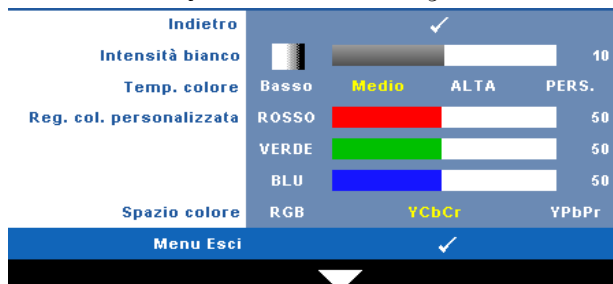 Indietro
Intensità bianco 10
Temp. colore Basso Medio ALTA PERS.
Reg. col. personalizzata ROSSO 50
VERDE 50
BLU 50
Spazio colore RGB YCbCr YPbPr
Menu Esci